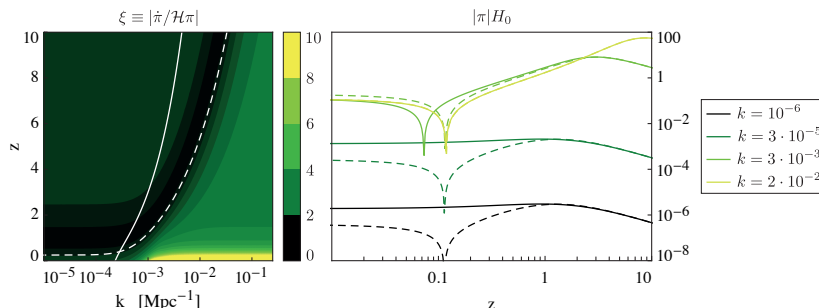 ξ ≡ |π̇/ℋπ|
|π|H₀
10
8
6
4
2
0
z
10⁻⁵ 10⁻⁴ 10⁻³ 10⁻² 10⁻¹
k [Mpc⁻¹]
10
8
6
4
2
0
100
1
10⁻²
10⁻⁴
10⁻⁶
10⁻⁸
0.1 1 10
z
k = 10⁻⁶
k = 3 · 10⁻⁵
k = 3 · 10⁻³
k = 2 · 10⁻²